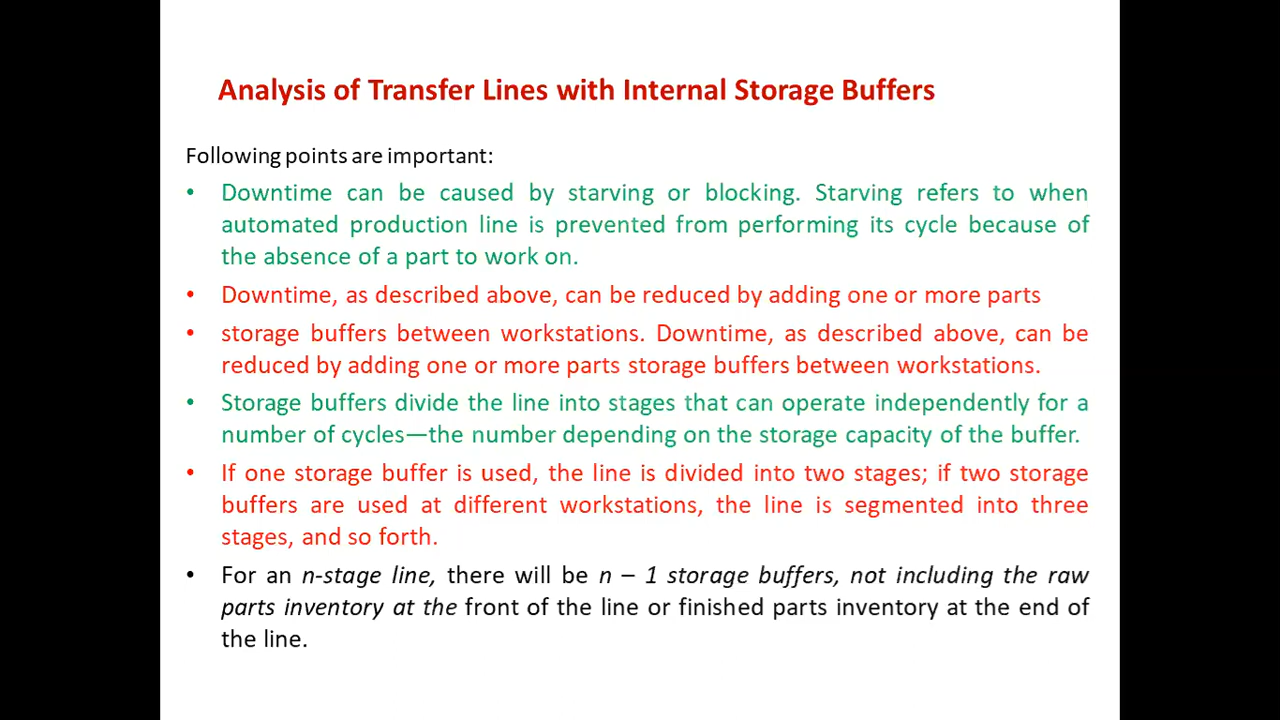 Analysis of Transfer Lines with Internal Storage Buffers
Following points are important:
• Downtime can be caused by starving or blocking. Starving refers to when
automated production line is prevented from performing its cycle because of
the absence of a part to work on.
• Downtime, as described above, can be reduced by adding one or more parts
• storage buffers between workstations. Downtime, as described above, can be
reduced by adding one or more parts storage buffers between workstations.
• Storage buffers divide the line into stages that can operate independently for a
number of cycles—the number depending on the storage capacity of the buffer.
• If one storage buffer is used, the line is divided into two stages; if two storage
buffers are used at different workstations, the line is segmented into three
stages, and so forth.
• For an n-stage line, there will be n – 1 storage buffers, not including the raw
parts inventory at the front of the line or finished parts inventory at the end of
the line.